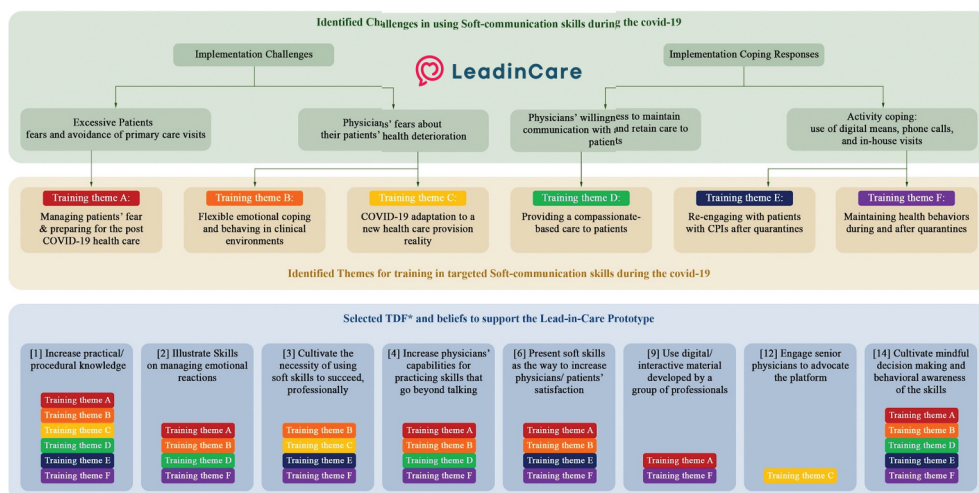 Identified Challenges in using Soft-communication skills during the covid-19
Implementation Challenges
Implementation Coping Responses
LeadinCare
Excessive Patients
fears and avoidance of primary care visits
Physicians' fears about
their patients' health deterioration
Physicians' willingness to maintain
communication with and retain care to
patients
Activity coping:
use of digital means, phone calls,
and in-house visits
Training theme A:
Managing patients' fear
& preparing for the post
COVID-19 health care
Training theme B:
Flexible emotional coping
and behaving in clinical
environments
Training theme C:
COVID-19 adaptation to a
new health care provision
reality
Training theme D:
Providing a compassionate-
based care to patients
Training theme E:
Re-engaging with patients
with CPIs after quarantines
Training theme F:
Maintaining health behaviors
during and after quarantines
Identified Themes for training in targeted Soft-communication skills during the covid-19
Selected TDF* and beliefs to support the Lead-in-Care Prototype
[1] Increase practical/
procedural knowledge
Training theme A
Training theme B
Training theme C
Training theme D
Training theme E
Training theme F
[2] Illustrate Skills
on managing emotional
reactions
Training theme A
Training theme B
Training theme D
Training theme F
[3] Cultivate the
necessity of using
soft skills to succeed,
professionally
Training theme B
Training theme C
Training theme E
Training theme F
[4] Increase physicians'
capabilities for
practicing skills that
go beyond talking
Training theme A
Training theme B
Training theme D
Training theme F
[6] Present soft skills
as the way to increase
physicians/ patients'
satisfaction
Training theme A
Training theme B
Training theme E
Training theme F
[9] Use digital/
interactive material
developed by a
group of professionals
Training theme A
Training theme F
[12] Engage senior
physicians to advocate
the platform
Training theme C
[14] Cultivate mindful
decision making and
behavioral awareness
of the skills
Training theme A
Training theme B
Training theme D
Training theme E
Training theme F